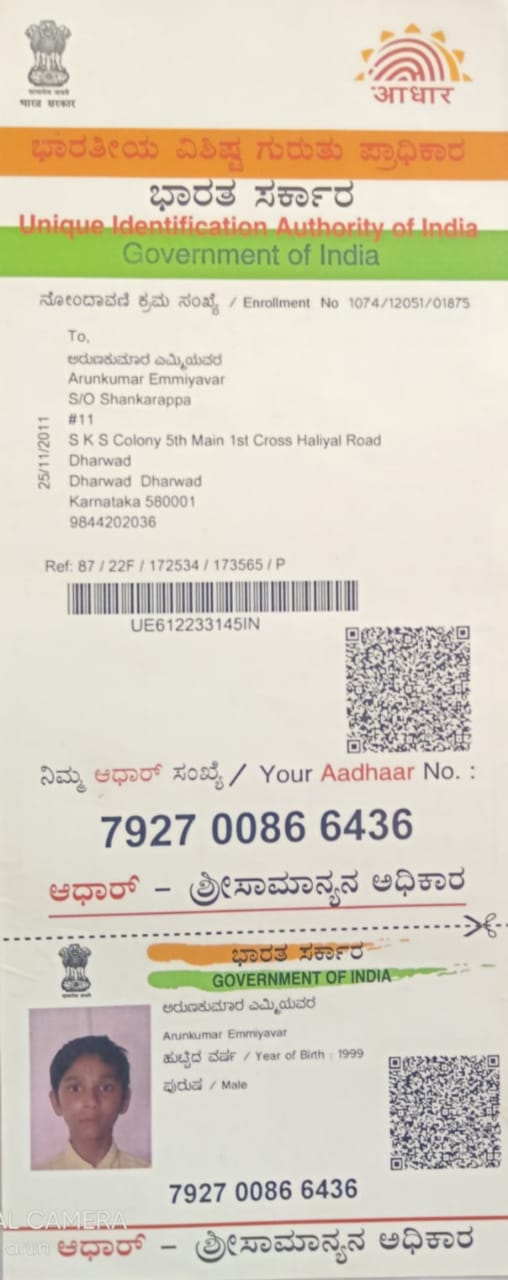 भारत सरकार
आधार
ಭಾರತೀಯ ವಿಶಿಷ್ಟ ಗುರುತು ಪ್ರಾಧಿಕಾರ
ಭಾರತ ಸರ್ಕಾರ
Unique Identification Authority of India
Government of India
ನೋಂದಾವಣಿ ಕ್ರಮ ಸಂಖ್ಯೆ / Enrollment No 1074/12051/01875
To,
ಅರುಣಕುಮಾರ ಎಮ್ಮಿಯವರ
Arunkumar Emmiyavar
S/O Shankarappa
#11
S K S Colony 5th Main 1st Cross Haliyal Road
Dharwad
Dharwad Dharwad
Karnataka 580001
9844202036
25/11/2011
Ref: 87 / 22F / 172534 / 173565 / P
UE612233145IN
ನಿಮ್ಮ ಆಧಾರ್ ಸಂಖ್ಯೆ / Your Aadhaar No. :
7927 0086 6436
ಆಧಾರ್ – ಶ್ರೀಸಾಮಾನ್ಯನ ಅಧಿಕಾರ
ಭಾರತ ಸರ್ಕಾರ
GOVERNMENT OF INDIA
ಅರುಣಕುಮಾರ ಎಮ್ಮಿಯವರ
Arunkumar Emmiyavar
ಹುಟ್ಟಿದ ವರ್ಷ / Year of Birth : 1999
ಪುರುಷ / Male
7927 0086 6436
AL CAMERA
arun
ಆಧಾರ್ – ಶ್ರೀಸಾಮಾನ್ಯನ ಅಧಿಕಾರ